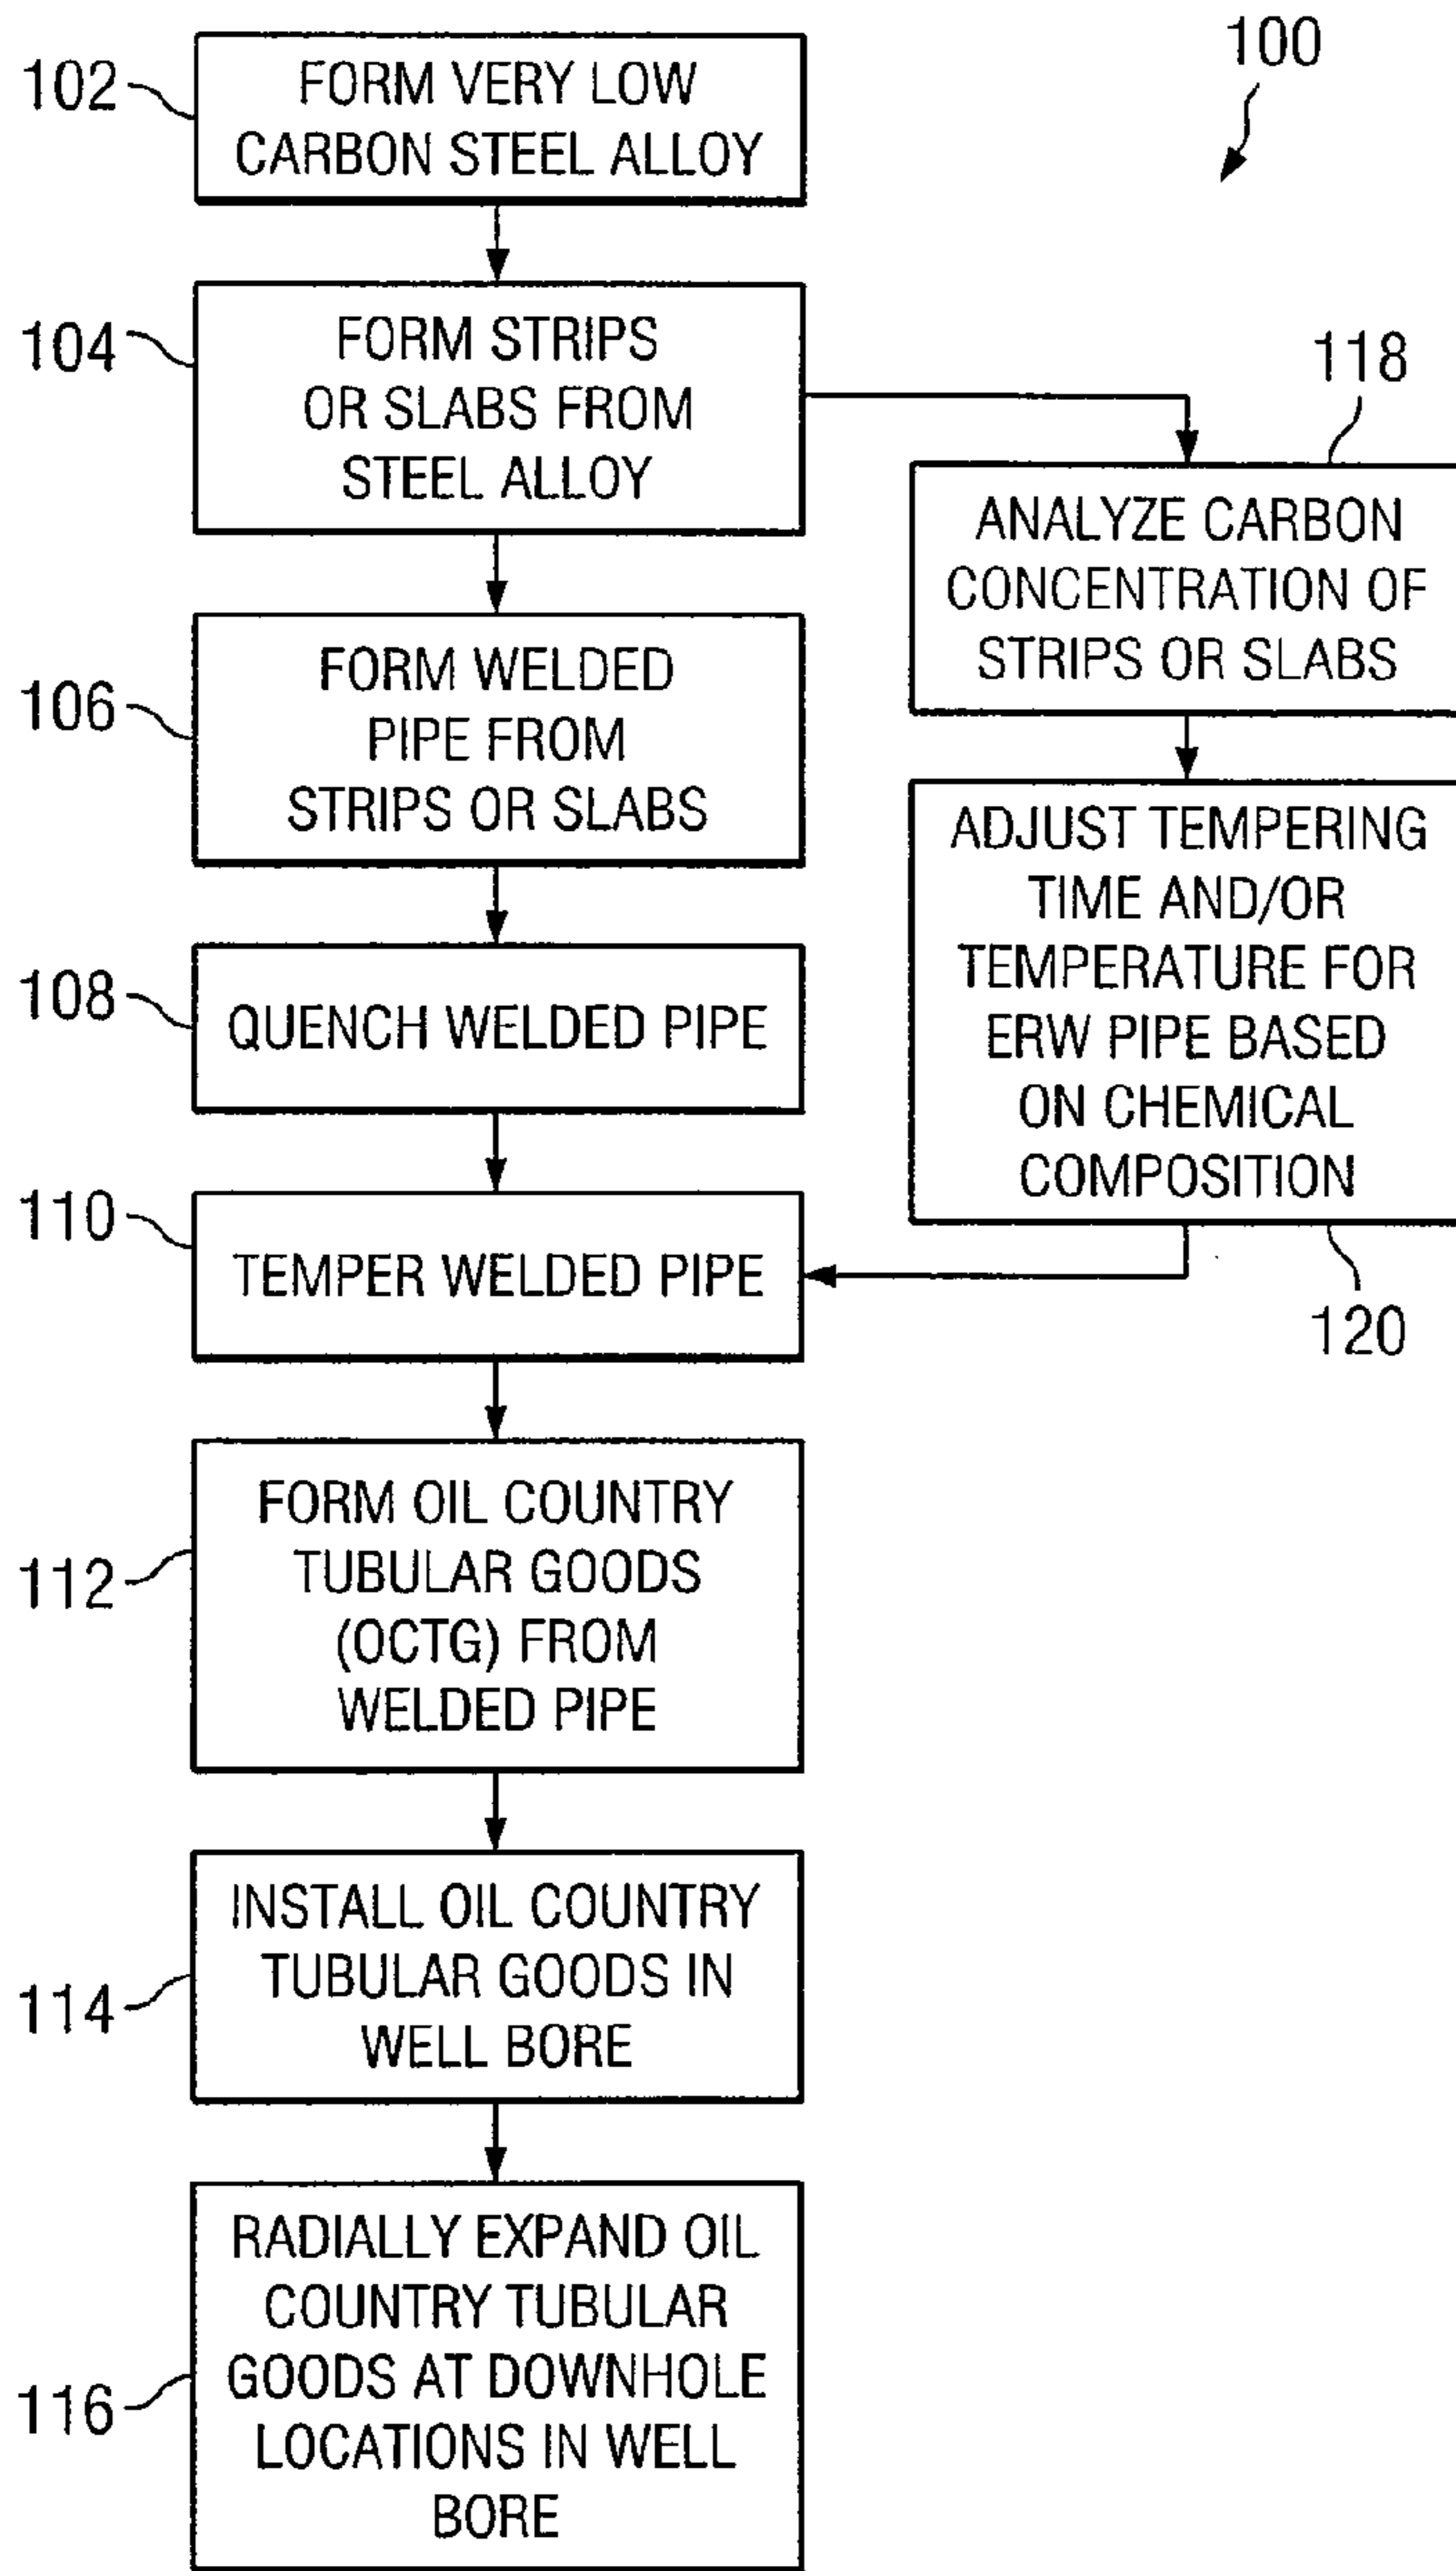 100
102
FORM VERY LOW
CARBON STEEL ALLOY
104
FORM STRIPS
OR SLABS FROM
STEEL ALLOY
106
FORM WELDED
PIPE FROM
STRIPS OR SLABS
108
QUENCH WELDED PIPE
110
TEMPER WELDED PIPE
112
FORM OIL COUNTRY
TUBULAR GOODS
(OCTG) FROM
WELDED PIPE
114
INSTALL OIL COUNTRY
TUBULAR GOODS IN
WELL BORE
116
RADIALLY EXPAND OIL
COUNTRY TUBULAR
GOODS AT DOWNHOLE
LOCATIONS IN WELL
BORE
118
ANALYZE CARBON
CONCENTRATION OF
STRIPS OR SLABS
ADJUST TEMPERING
TIME AND/OR
TEMPERATURE FOR
ERW PIPE BASED
ON CHEMICAL
COMPOSITION
120